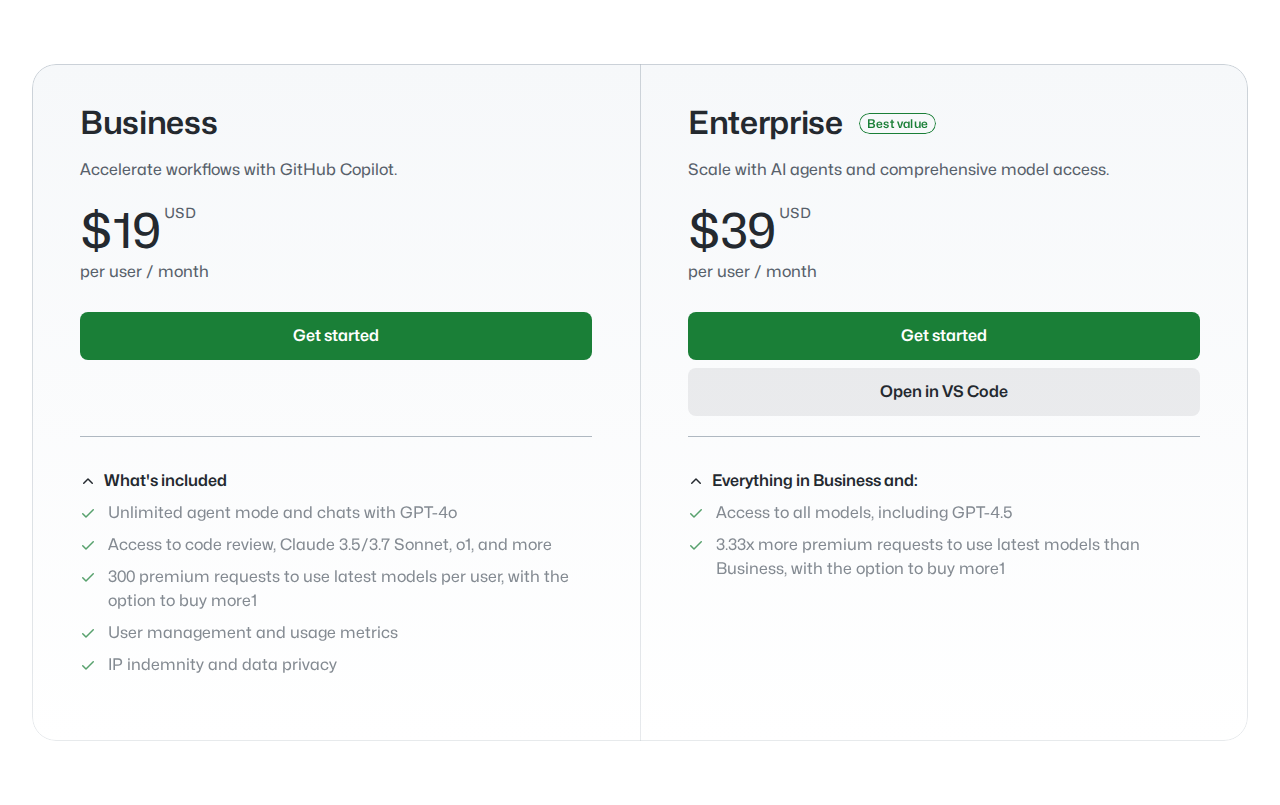 Business
Accelerate workflows with GitHub Copilot.
$19 USD
per user / month
Get started
What's included
Unlimited agent mode and chats with GPT-4o
Access to code review, Claude 3.5/3.7 Sonnet, o1, and more
300 premium requests to use latest models per user, with the
option to buy more1
User management and usage metrics
IP indemnity and data privacy
Enterprise Best value
Scale with AI agents and comprehensive model access.
$39 USD
per user / month
Get started
Open in VS Code
Everything in Business and:
Access to all models, including GPT-4.5
3.33x more premium requests to use latest models than
Business, with the option to buy more1